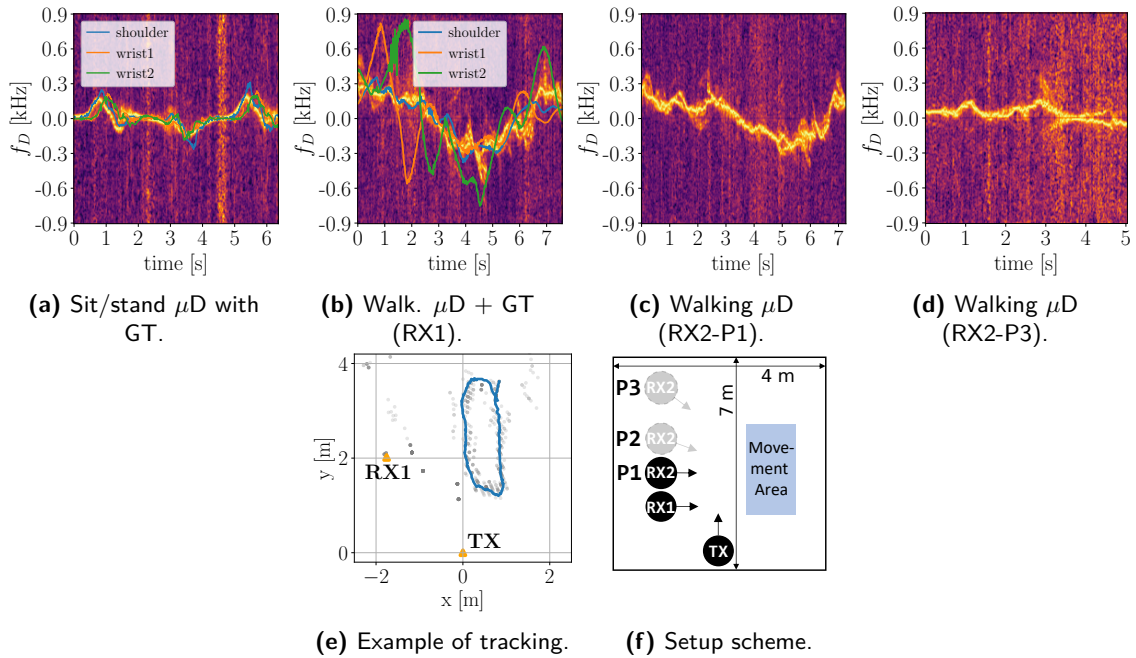 0.9
0.6
0.3
0.0
-0.3
-0.6
-0.9
f_D [kHz]
shoulder
wrist1
wrist2
0 1 2 3 4 5 6
time [s]
(a) Sit/stand μD with
GT.
0.9
0.6
0.3
0.0
-0.3
-0.6
-0.9
f_D [kHz]
shoulder
wrist1
wrist2
0 1 2 3 4 5 6 7
time [s]
(b) Walk. μD + GT
(RX1).
0.9
0.6
0.3
0.0
-0.3
-0.6
-0.9
f_D [kHz]
0 1 2 3 4 5 6 7
time [s]
(c) Walking μD
(RX2-P1).
0.9
0.6
0.3
0.0
-0.3
-0.6
-0.9
f_D [kHz]
0 1 2 3 4 5
time [s]
(d) Walking μD
(RX2-P3).
4
2
0
y [m]
RX1
TX
−2 0 2
x [m]
(e) Example of tracking.
4 m
7 m
P3 RX2
P2 RX2
P1 RX2
RX1
TX
Move-
ment
Area
(f) Setup scheme.